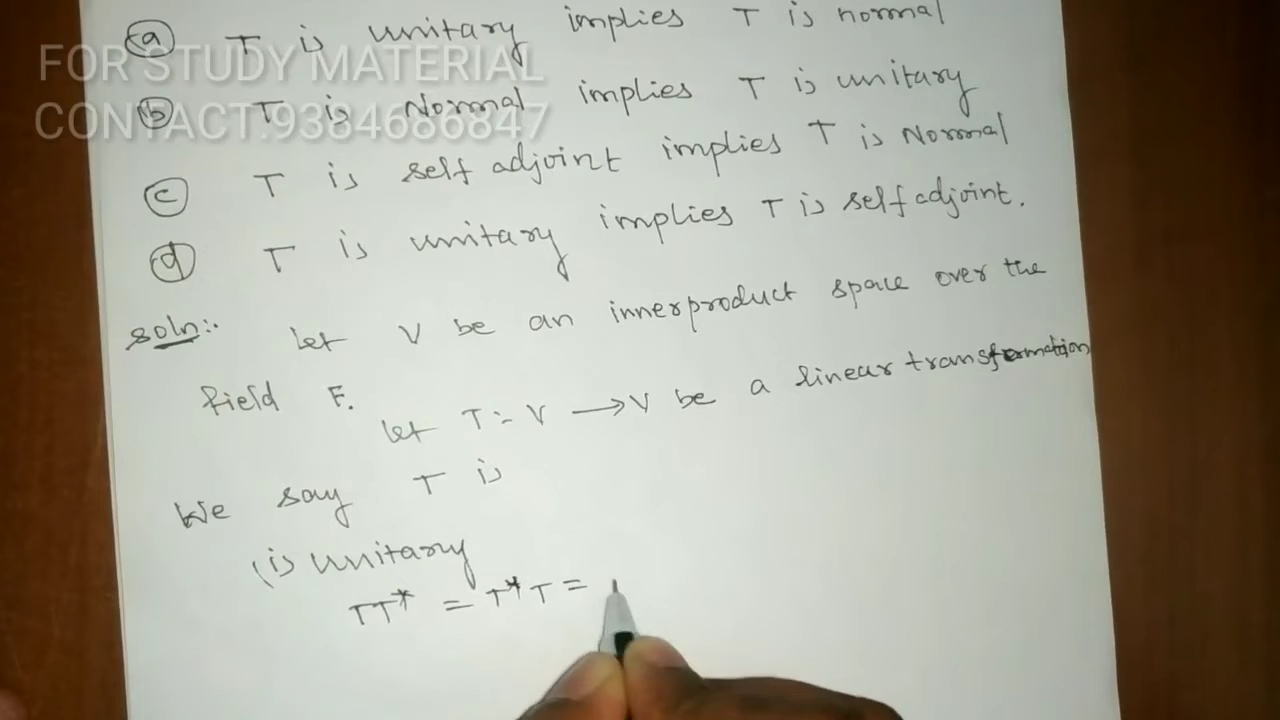 (a) T is unitary implies T is normal
FOR STUDY MATERIAL
(b) T is Normal implies T is unitary
CONTACT:9384686847
(c) T is self adjoint implies T is Normal
(d) T is unitary implies T is self adjoint.
soln:. Let V be an innerproduct space over the
field F.
Let T:- V → V be a linear transformation
We say T is
(i) unitary
TT* = T*T =